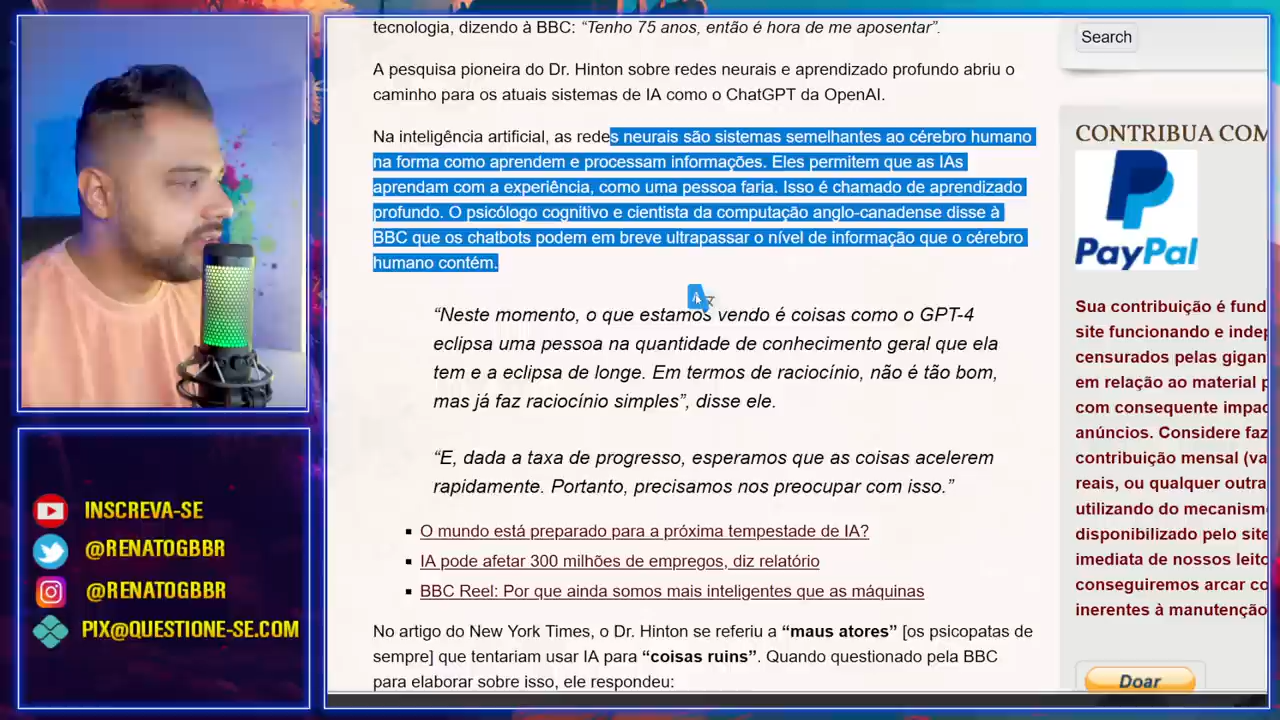 tecnologia, dizendo à BBC: “Tenho 75 anos, então é hora de me aposentar”.
A pesquisa pioneira do Dr. Hinton sobre redes neurais e aprendizado profundo abriu o
caminho para os atuais sistemas de IA como o ChatGPT da OpenAI.
Na inteligência artificial, as redes neurais são sistemas semelhantes ao cérebro humano
na forma como aprendem e processam informações. Eles permitem que as IAs
aprendam com a experiência, como uma pessoa faria. Isso é chamado de aprendizado
profundo. O psicólogo cognitivo e cientista da computação anglo-canadense disse à
BBC que os chatbots podem em breve ultrapassar o nível de informação que o cérebro
humano contém.
“Neste momento, o que estamos vendo é coisas como o GPT-4
eclipsa uma pessoa na quantidade de conhecimento geral que ela
tem e a eclipsa de longe. Em termos de raciocínio, não é tão bom,
mas já faz raciocínio simples”, disse ele.
“E, dada a taxa de progresso, esperamos que as coisas acelerem
rapidamente. Portanto, precisamos nos preocupar com isso.”
O mundo está preparado para a próxima tempestade de IA?
IA pode afetar 300 milhões de empregos, diz relatório
BBC Reel: Por que ainda somos mais inteligentes que as máquinas
No artigo do New York Times, o Dr. Hinton se referiu a “maus atores” [os psicopatas de
sempre] que tentariam usar IA para “coisas ruins”. Quando questionado pela BBC
para elaborar sobre isso, ele respondeu:
Search
CONTRIBUA COM
PayPal
Sua contribuição é fund
site funcionando e indep
censurados pelas gigan
em relação ao material p
com consequente impac
anúncios. Considere faz
contribuição mensal (va
reais, ou qualquer outra
utilizando do mecanism
disponibilizado pelo site
imediata de nossos leito
conseguiremos arcar co
inerentes à manutenção
Doar
INSCREVA-SE
@RENATOGBBR
@RENATOGBBR
PIX@QUESTIONE-SE.COM